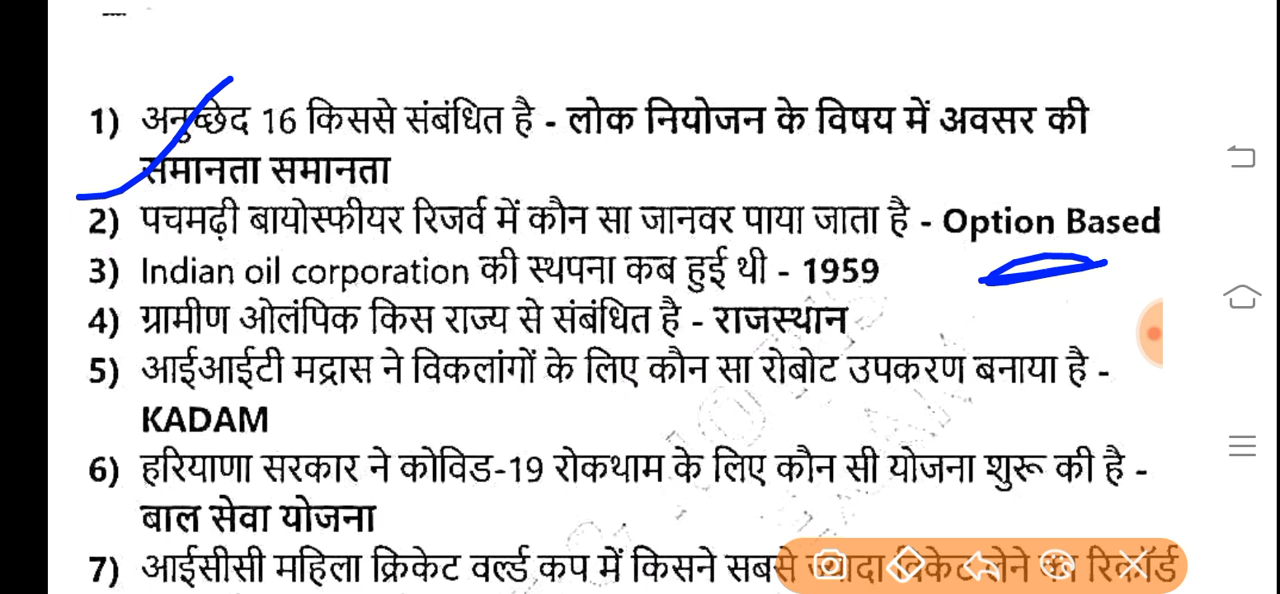 1) अनुच्छेद 16 किससे संबंधित है - लोक नियोजन के विषय में अवसर की
समानता समानता
2) पचमढ़ी बायोस्फीयर रिजर्व में कौन सा जानवर पाया जाता है - Option Based
3) Indian oil corporation की स्थपना कब हुई थी - 1959
4) ग्रामीण ओलंपिक किस राज्य से संबंधित है - राजस्थान
5) आईआईटी मद्रास ने विकलांगों के लिए कौन सा रोबोट उपकरण बनाया है -
KADAM
6) हरियाणा सरकार ने कोविड-19 रोकथाम के लिए कौन सी योजना शुरू की है -
बाल सेवा योजना
7) आईसीसी महिला क्रिकेट वर्ल्ड कप में किसने सबसे ज्यादा विकेट लेने का रिकॉर्ड